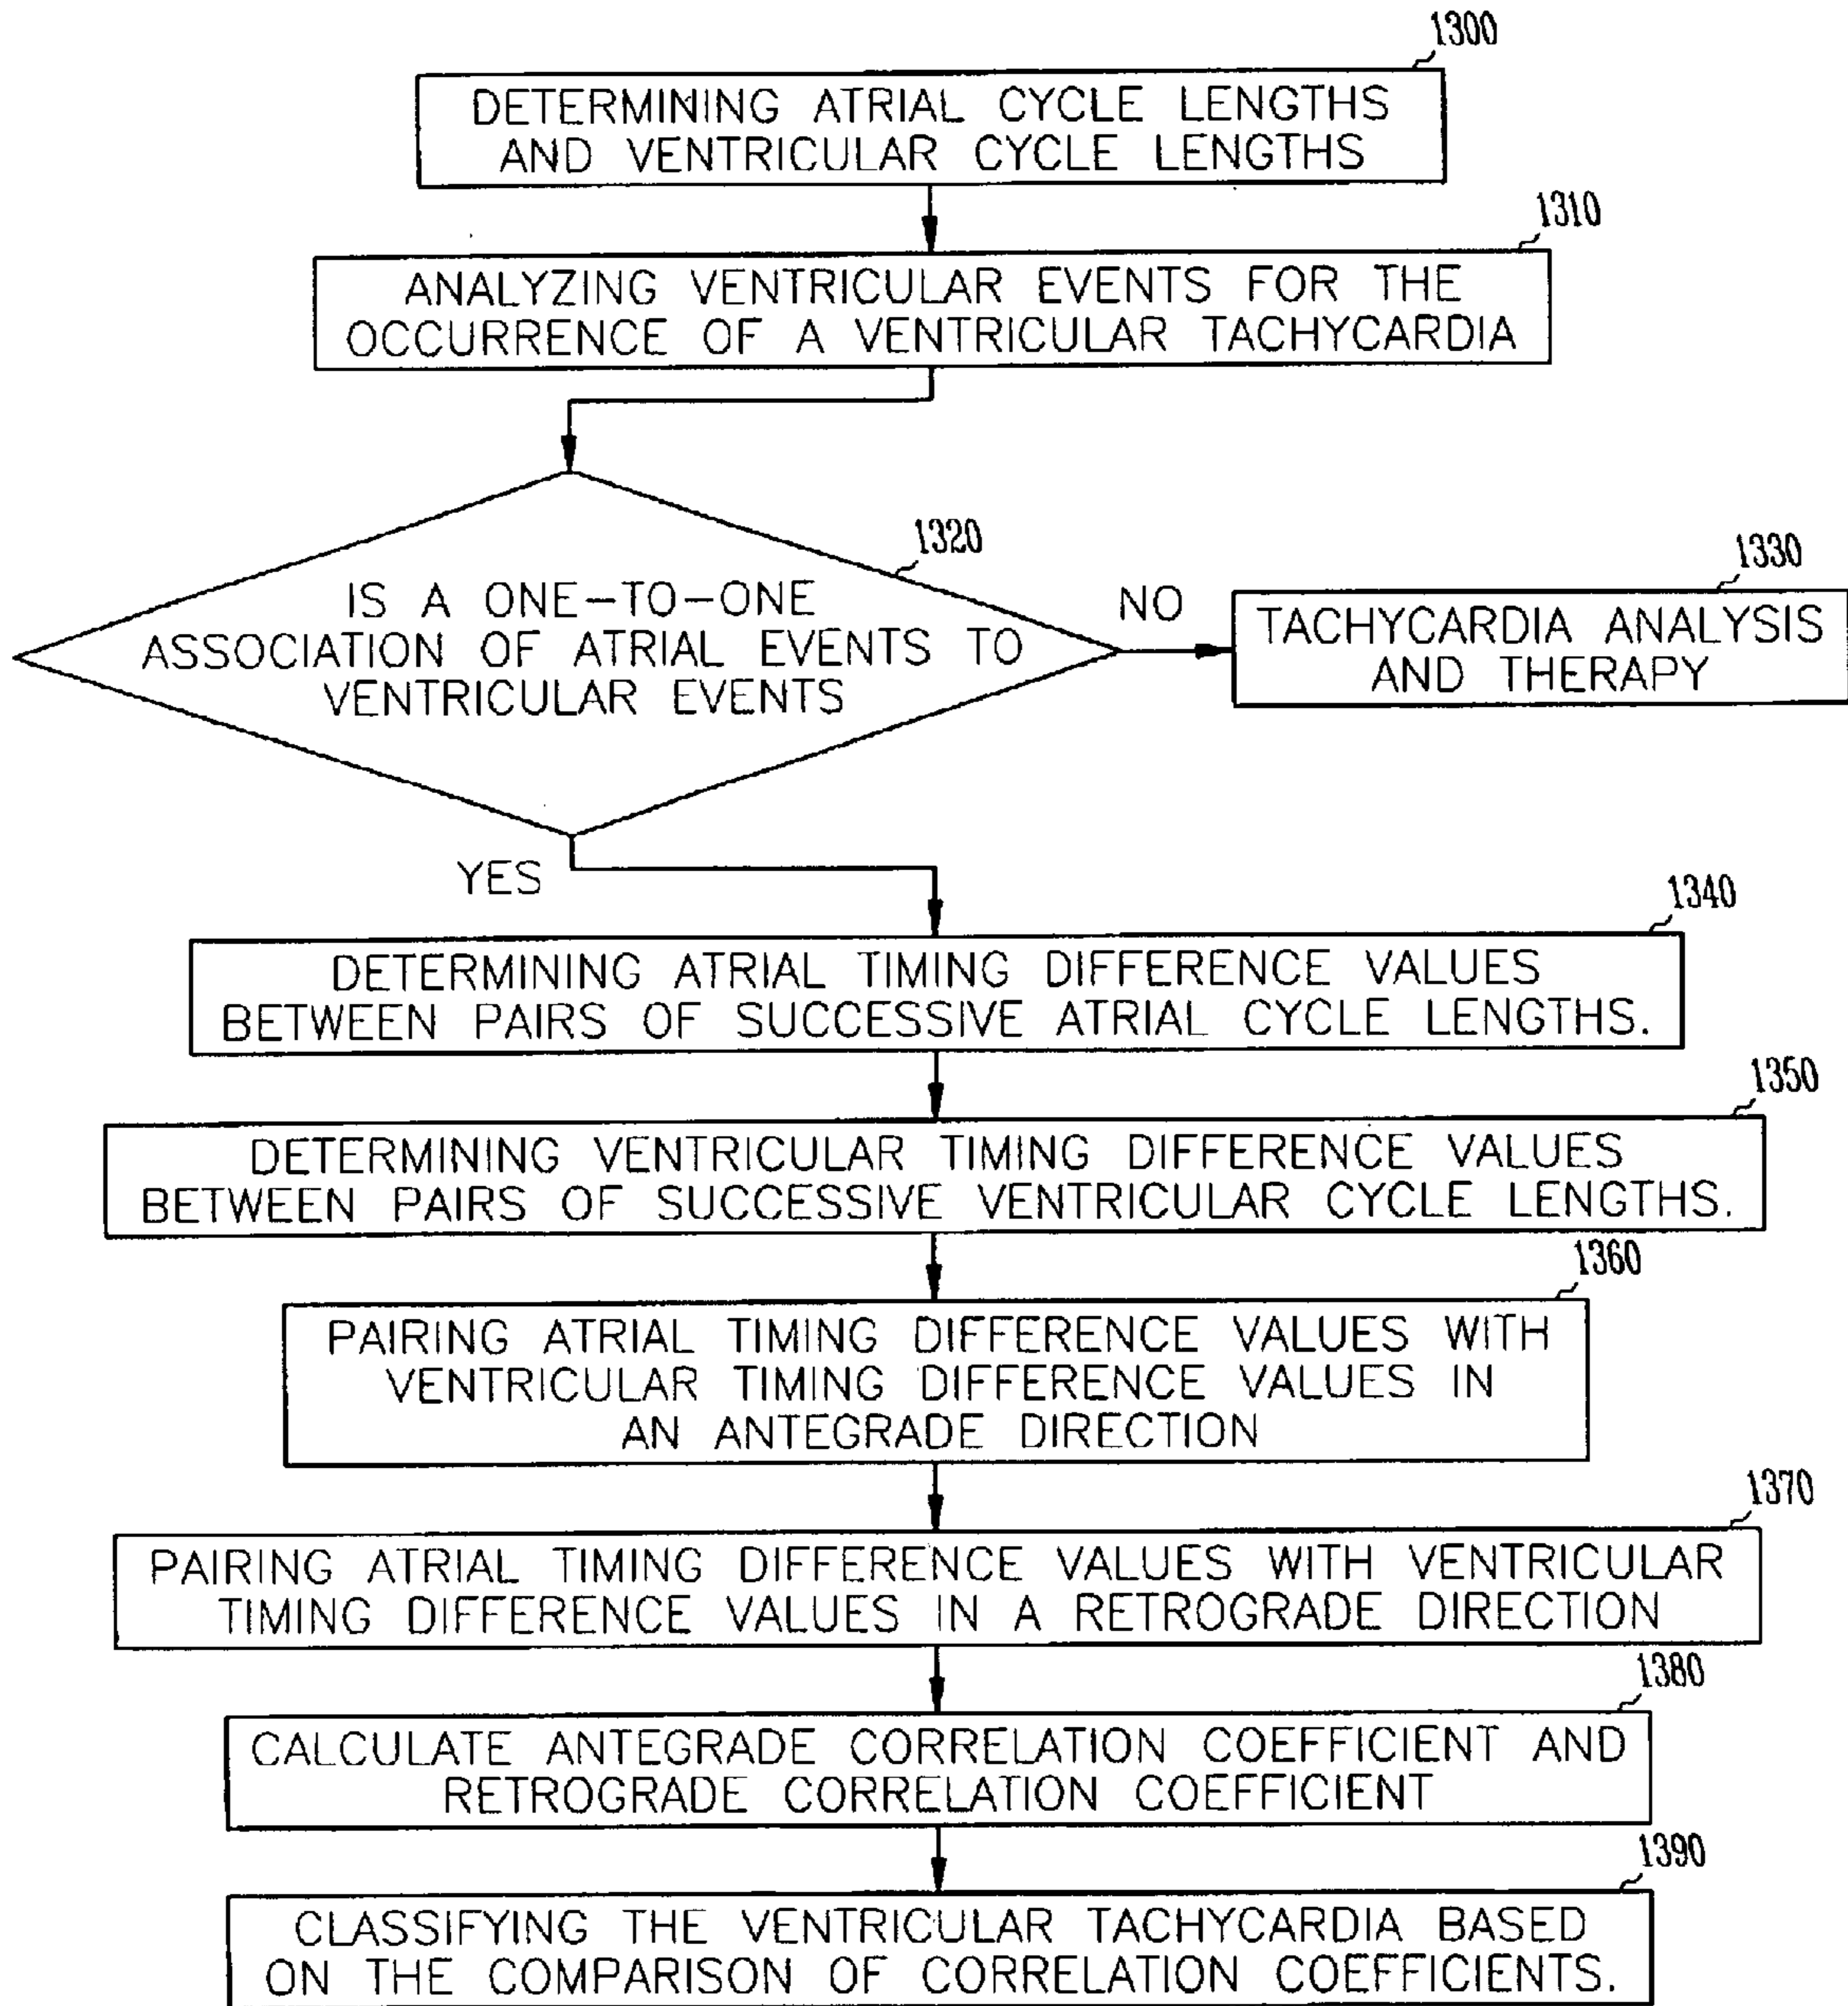 1300
DETERMINING ATRIAL CYCLE LENGTHS
AND VENTRICULAR CYCLE LENGTHS
1310
ANALYZING VENTRICULAR EVENTS FOR THE
OCCURRENCE OF A VENTRICULAR TACHYCARDIA
1320
IS A ONE-TO-ONE
ASSOCIATION OF ATRIAL EVENTS TO
VENTRICULAR EVENTS
NO
1330
TACHYCARDIA ANALYSIS
AND THERAPY
YES
1340
DETERMINING ATRIAL TIMING DIFFERENCE VALUES
BETWEEN PAIRS OF SUCCESSIVE ATRIAL CYCLE LENGTHS.
1350
DETERMINING VENTRICULAR TIMING DIFFERENCE VALUES
BETWEEN PAIRS OF SUCCESSIVE VENTRICULAR CYCLE LENGTHS.
1360
PAIRING ATRIAL TIMING DIFFERENCE VALUES WITH
VENTRICULAR TIMING DIFFERENCE VALUES IN
AN ANTEGRADE DIRECTION
1370
PAIRING ATRIAL TIMING DIFFERENCE VALUES WITH VENTRICULAR
TIMING DIFFERENCE VALUES IN A RETROGRADE DIRECTION
1380
CALCULATE ANTEGRADE CORRELATION COEFFICIENT AND
RETROGRADE CORRELATION COEFFICIENT
1390
CLASSIFYING THE VENTRICULAR TACHYCARDIA BASED
ON THE COMPARISON OF CORRELATION COEFFICIENTS.